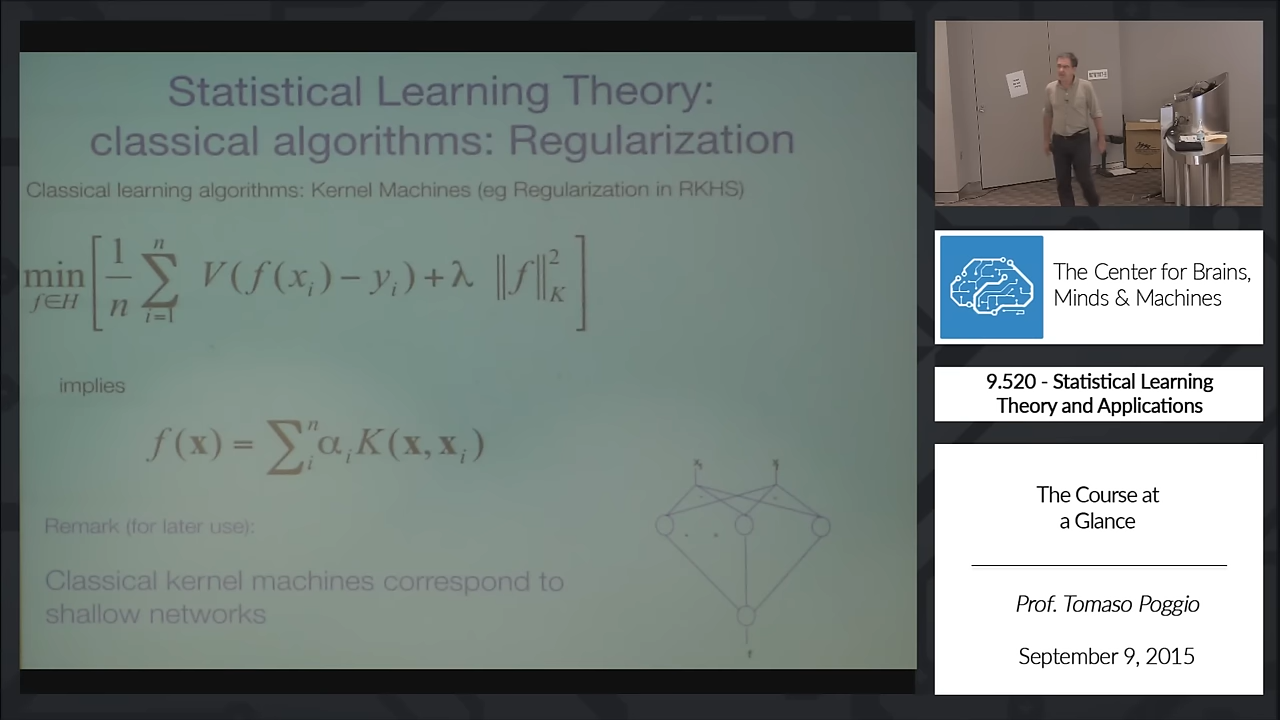 Statistical Learning Theory:
classical algorithms: Regularization
Classical learning algorithms: Kernel Machines (eg Regularization in RKHS)
min_{f∈H} [ 1/n ∑_{i=1}^{n} V(f(x_i) − y_i) + λ ‖f‖_K^2 ]
implies
f(x) = ∑_i^n α_i K(x, x_i)
Remark (for later use):
Classical kernel machines correspond to
shallow networks
f
The Center for Brains,
Minds & Machines
9.520 - Statistical Learning
Theory and Applications
The Course at
a Glance
Prof. Tomaso Poggio
September 9, 2015